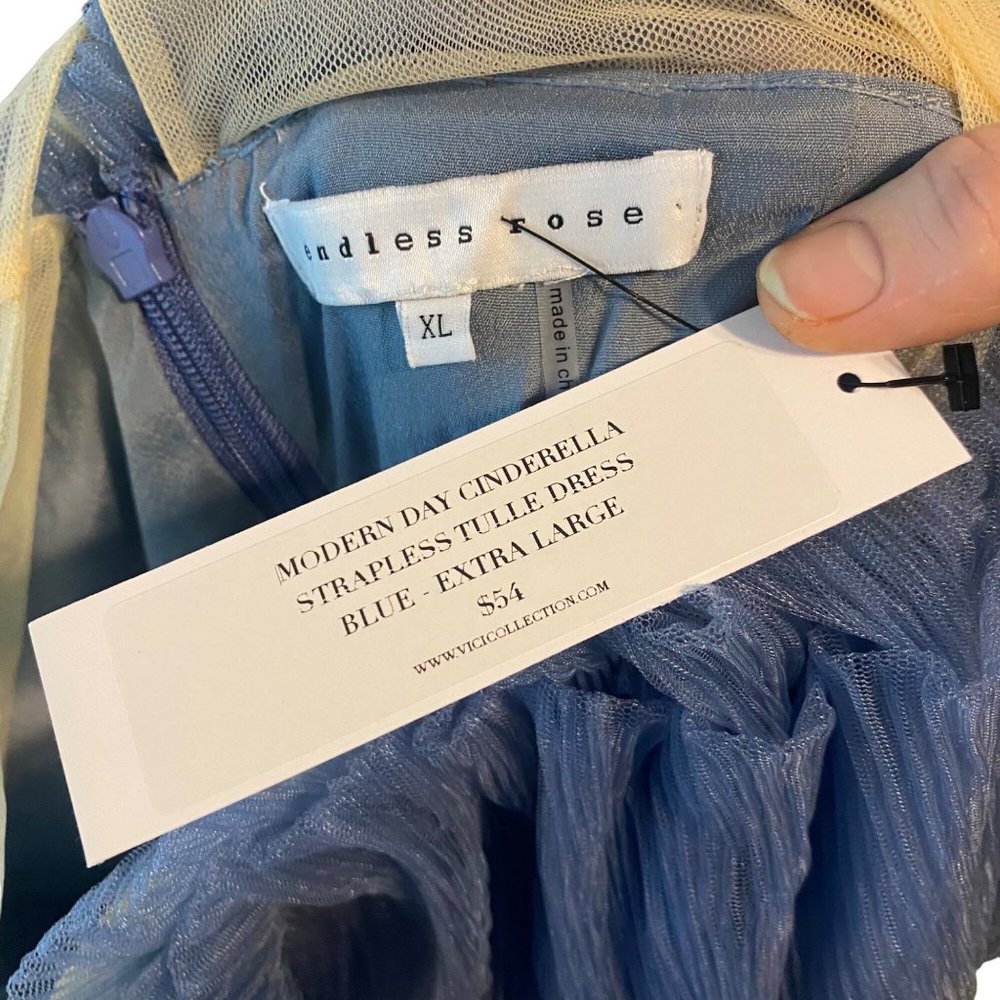 endless rose
XL
made in ch
MODERN DAY CINDERELLA
STRAPLESS TULLE DRESS
BLUE - EXTRA LARGE
$54
WWW.VICICOLLECTION.COM